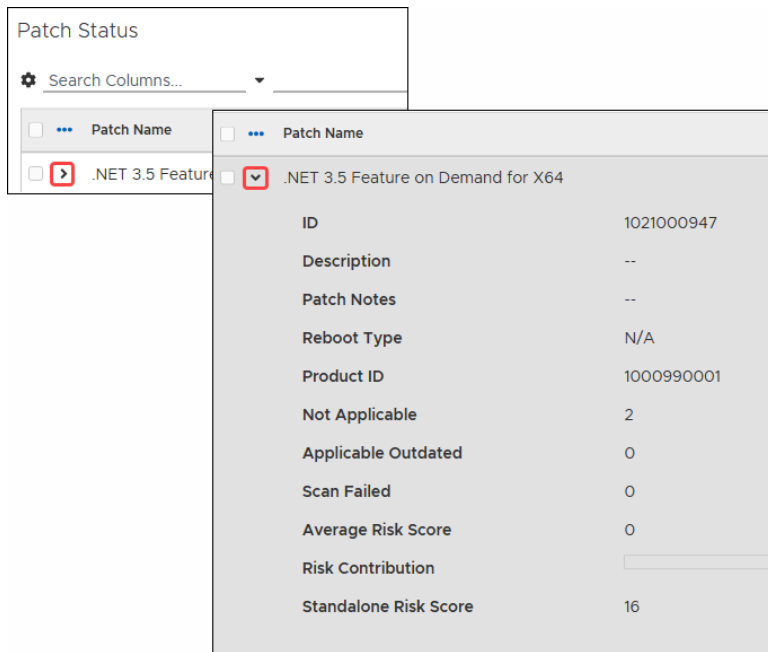 Patch Status
Search Columns...
Patch Name
.NET 3.5 Feature
Patch Name
.NET 3.5 Feature on Demand for X64
ID 1021000947
Description --
Patch Notes --
Reboot Type N/A
Product ID 1000990001
Not Applicable 2
Applicable Outdated 0
Scan Failed 0
Average Risk Score 0
Risk Contribution
Standalone Risk Score 16